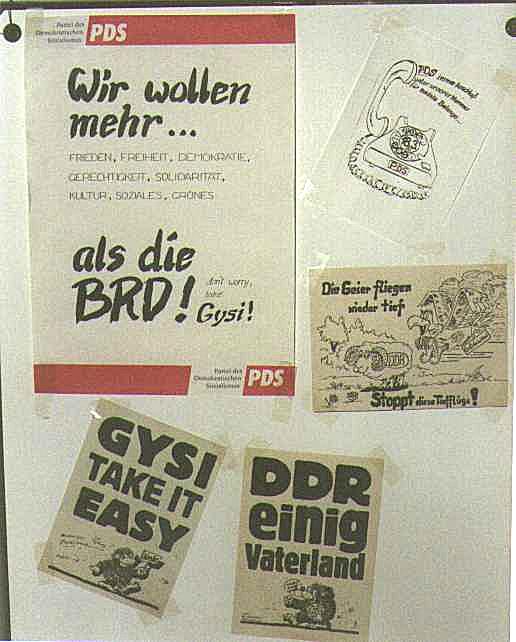 Partei des
Demokratischen
Sozialismus
PDS
Wir wollen
mehr...
FRIEDEN, FREIHEIT, DEMOKRATIE,
GERECHTIGKEIT, SOLIDARITÄT,
KULTUR, SOZIALES, GRÜNES
als die
BRD!
don't worry,
take
Gysi!
Partei des
Demokratischen
Sozialismus
PDS
PDS
PDS
Die Geier fliegen
wieder tief
DDR
Stoppt diese Tiefflüge!
GYSI
TAKE IT
EASY
DDR
einig
Vaterland